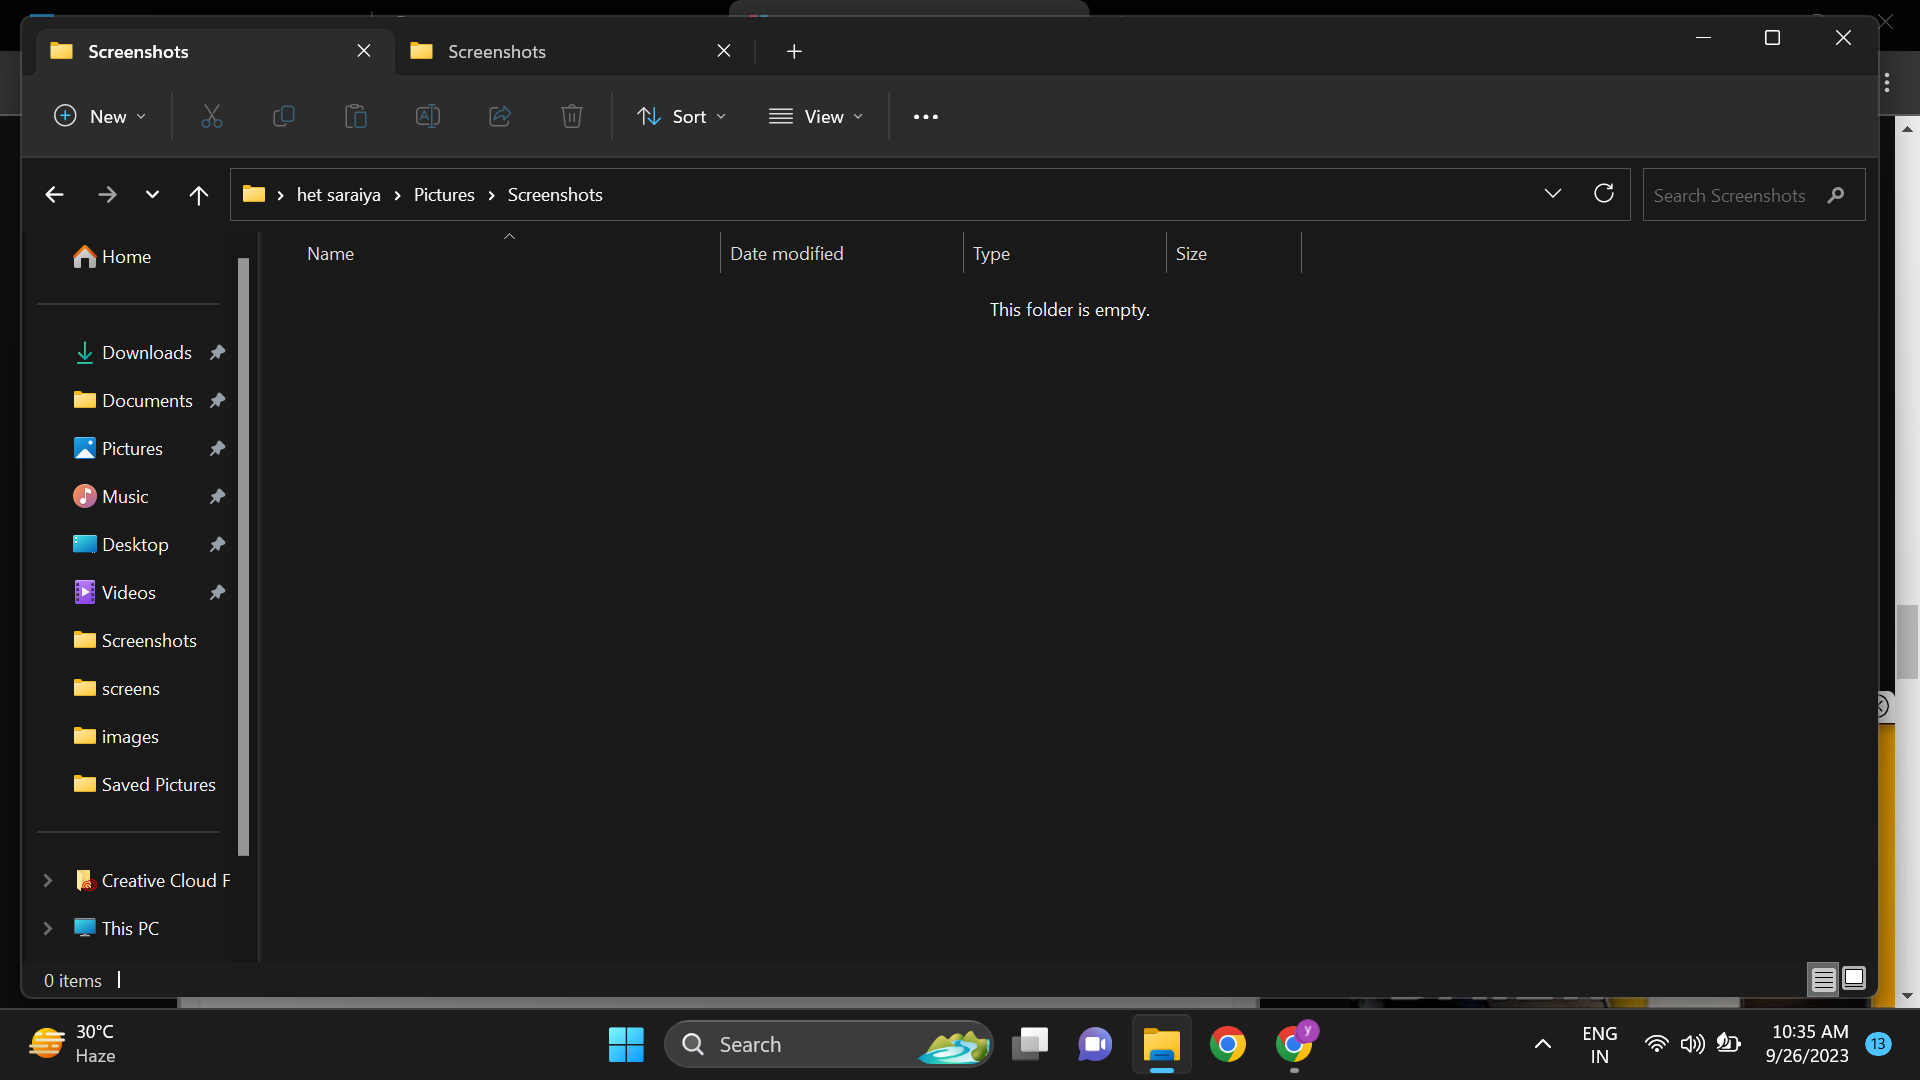 Screenshots
Screenshots
New
Sort
View
het saraiya
Pictures
Screenshots
Search Screenshots
Name
Date modified
Type
Size
This folder is empty.
Home
Downloads
Documents
Pictures
Music
Desktop
Videos
Screenshots
screens
images
Saved Pictures
Creative Cloud F
This PC
0 items
30°C
Haze
Search
y
ENG
IN
10:35 AM
9/26/2023
13